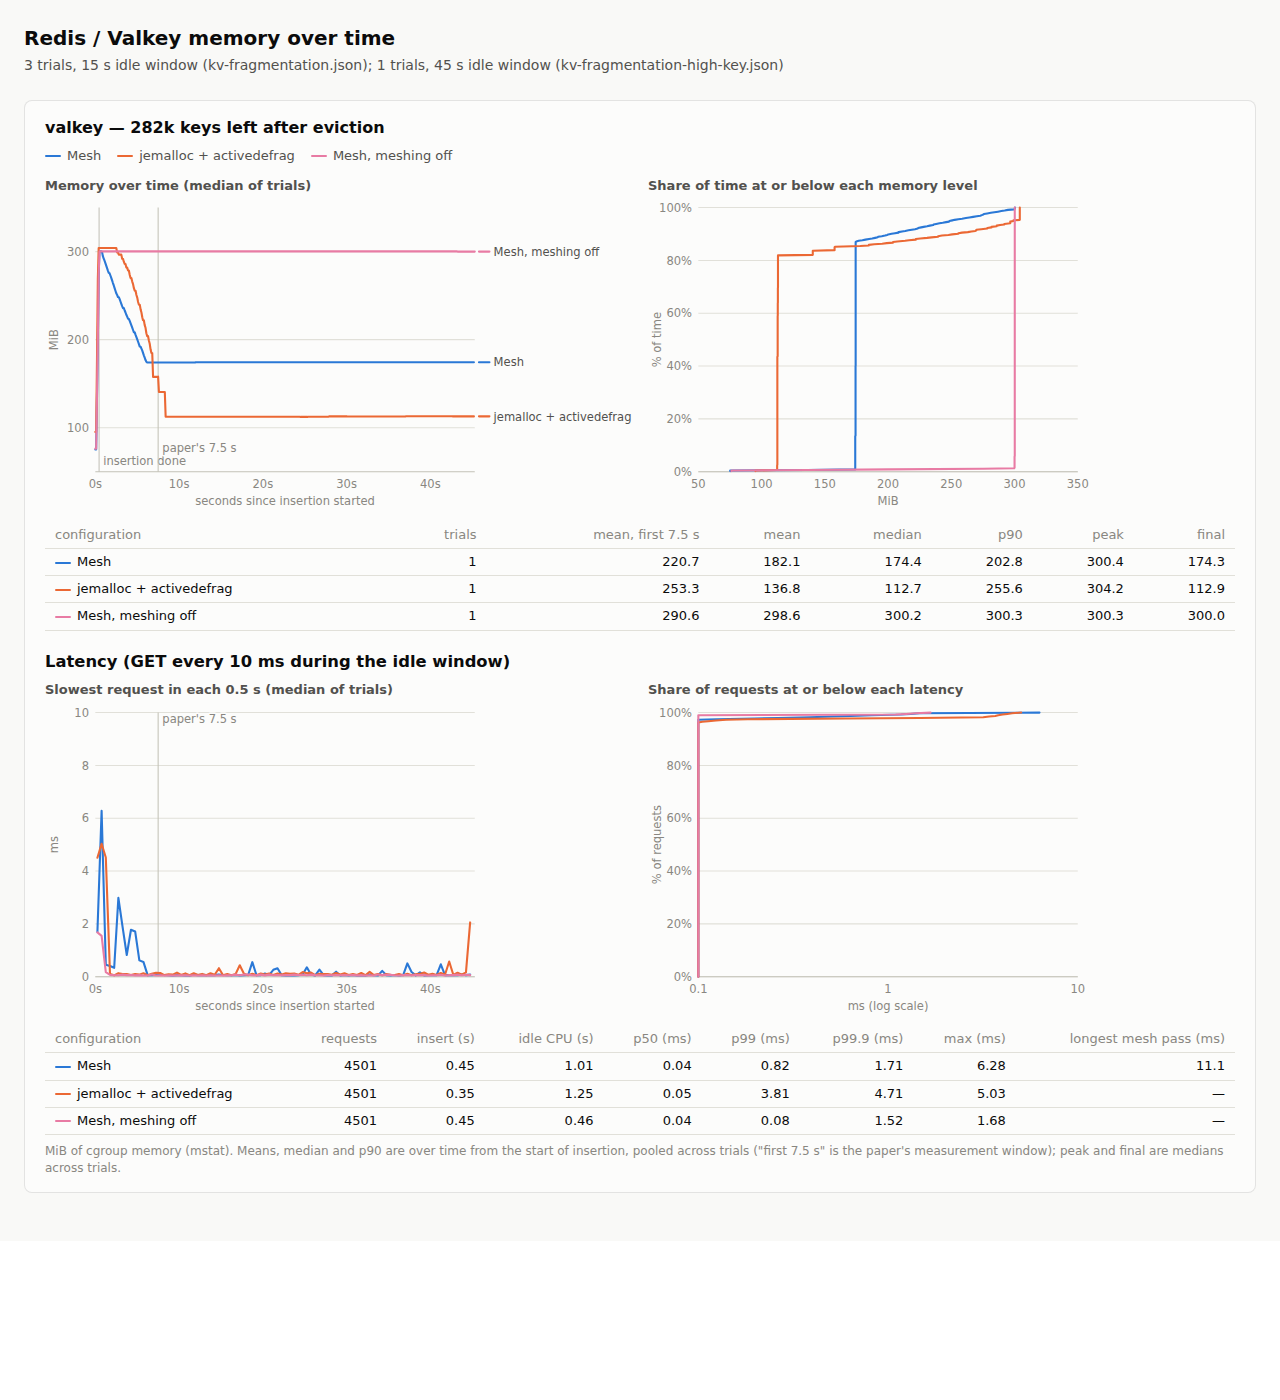 Redis / Valkey memory over time
3 trials, 15 s idle window (kv-fragmentation.json); 1 trials, 45 s idle window (kv-fragmentation-high-key.json)
valkey — 282k keys left after eviction
Mesh jemalloc + activedefrag Mesh, meshing off
Memory over time (median of trials)
300
200
100
MiB
Mesh, meshing off
Mesh
jemalloc + activedefrag
paper's 7.5 s
insertion done
0s 10s 20s 30s 40s
seconds since insertion started
Share of time at or below each memory level
100%
80%
60%
40%
20%
0%
% of time
50 100 150 200 250 300 350
MiB
configuration trials mean, first 7.5 s mean median p90 peak final
Mesh 1 220.7 182.1 174.4 202.8 300.4 174.3
jemalloc + activedefrag 1 253.3 136.8 112.7 255.6 304.2 112.9
Mesh, meshing off 1 290.6 298.6 300.2 300.3 300.3 300.0
Latency (GET every 10 ms during the idle window)
Slowest request in each 0.5 s (median of trials)
10
8
6
4
2
0
ms
paper's 7.5 s
0s 10s 20s 30s 40s
seconds since insertion started
Share of requests at or below each latency
100%
80%
60%
40%
20%
0%
% of requests
0.1 1 10
ms (log scale)
configuration requests insert (s) idle CPU (s) p50 (ms) p99 (ms) p99.9 (ms) max (ms) longest mesh pass (ms)
Mesh 4501 0.45 1.01 0.04 0.82 1.71 6.28 11.1
jemalloc + activedefrag 4501 0.35 1.25 0.05 3.81 4.71 5.03 —
Mesh, meshing off 4501 0.45 0.46 0.04 0.08 1.52 1.68 —
MiB of cgroup memory (mstat). Means, median and p90 are over time from the start of insertion, pooled across trials ("first 7.5 s" is the paper's measurement window); peak and final are medians
across trials.